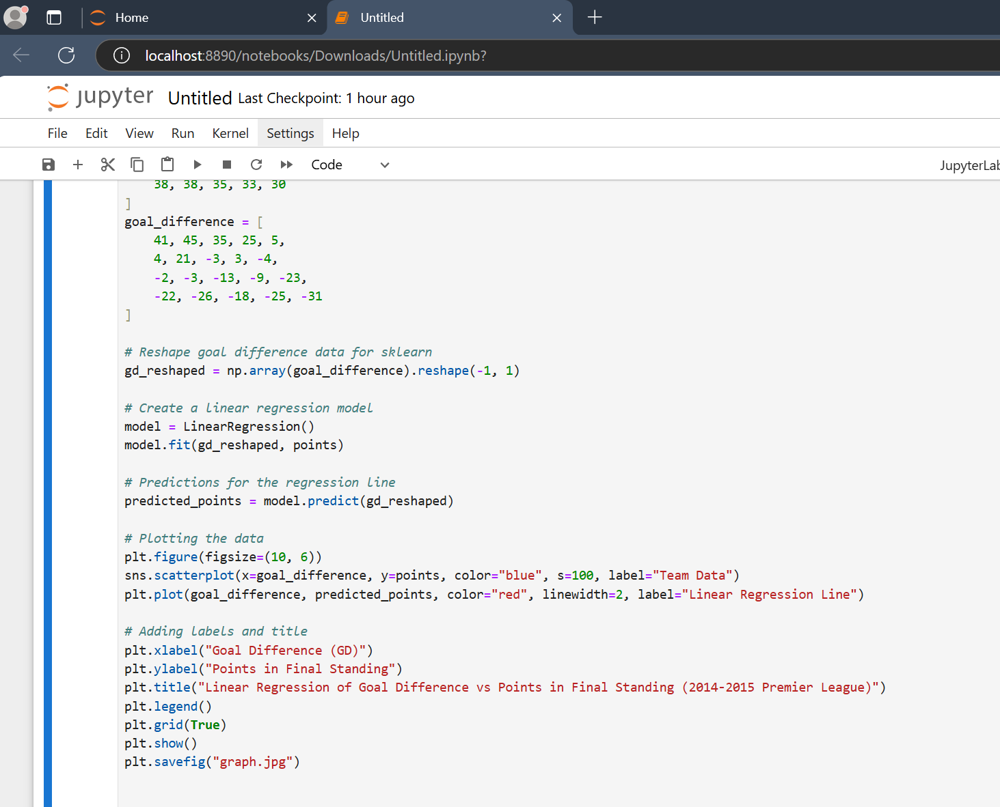 Home
Untitled
localhost:8890/notebooks/Downloads/Untitled.ipynb?
jupyter Untitled Last Checkpoint: 1 hour ago
File Edit View Run Kernel Settings Help
Code
JupyterLab
38, 38, 35, 33, 30
]
goal_difference = [
41, 45, 35, 25, 5,
4, 21, -3, 3, -4,
-2, -3, -13, -9, -23,
-22, -26, -18, -25, -31
]
# Reshape goal difference data for sklearn
gd_reshaped = np.array(goal_difference).reshape(-1, 1)
# Create a linear regression model
model = LinearRegression()
model.fit(gd_reshaped, points)
# Predictions for the regression line
predicted_points = model.predict(gd_reshaped)
# Plotting the data
plt.figure(figsize=(10, 6))
sns.scatterplot(x=goal_difference, y=points, color="blue", s=100, label="Team Data")
plt.plot(goal_difference, predicted_points, color="red", linewidth=2, label="Linear Regression Line")
# Adding labels and title
plt.xlabel("Goal Difference (GD)")
plt.ylabel("Points in Final Standing")
plt.title("Linear Regression of Goal Difference vs Points in Final Standing (2014-2015 Premier League)")
plt.legend()
plt.grid(True)
plt.show()
plt.savefig("graph.jpg")